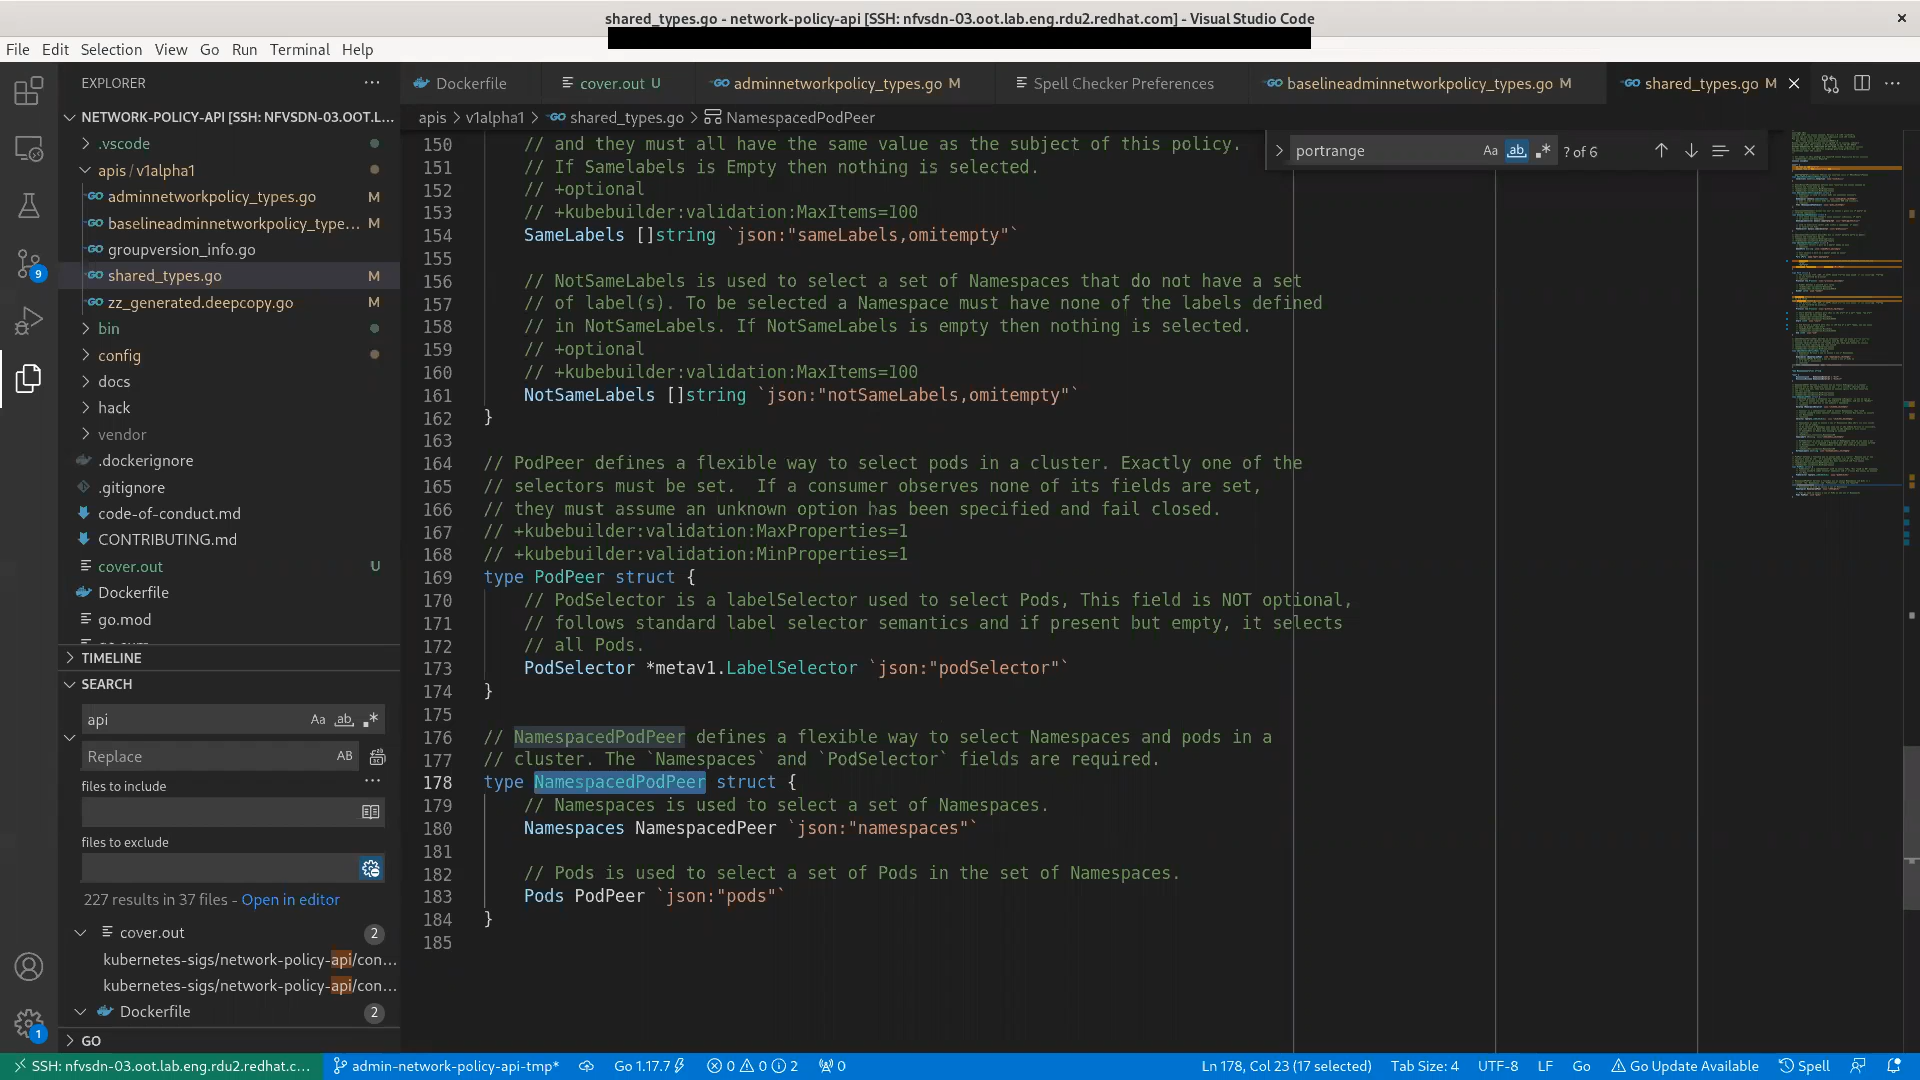 shared_types.go - network-policy-api [SSH: nfvsdn-03.oot.lab.eng.rdu2.redhat.com] - Visual Studio Code
File Edit Selection View Go Run Terminal Help
EXPLORER
Dockerfile
cover.out U
adminnetworkpolicy_types.go M
Spell Checker Preferences
baselineadminnetworkpolicy_types.go M
shared_types.go M
NETWORK-POLICY-API [SSH: NFVSDN-03.OOT.L...
.vscode
apis / v1alpha1
adminnetworkpolicy_types.go M
baselineadminnetworkpolicy_type... M
groupversion_info.go
shared_types.go M
zz_generated.deepcopy.go M
bin
config
docs
hack
vendor
.dockerignore
.gitignore
code-of-conduct.md
CONTRIBUTING.md
cover.out U
Dockerfile
go.mod
TIMELINE
SEARCH
api Aa ab
Replace AB
files to include
files to exclude
227 results in 37 files - Open in editor
cover.out 2
kubernetes-sigs/network-policy-api/con...
kubernetes-sigs/network-policy-api/con...
Dockerfile 2
GO
9
1
apis > v1alpha1 > shared_types.go > NamespacedPodPeer
portrange Aa ab ? of 6
150 // and they must all have the same value as the subject of this policy.
151 // If Samelabels is Empty then nothing is selected.
152 // +optional
153 // +kubebuilder:validation:MaxItems=100
154 SameLabels []string `json:"sameLabels,omitempty"`
155
156 // NotSameLabels is used to select a set of Namespaces that do not have a set
157 // of label(s). To be selected a Namespace must have none of the labels defined
158 // in NotSameLabels. If NotSameLabels is empty then nothing is selected.
159 // +optional
160 // +kubebuilder:validation:MaxItems=100
161 NotSameLabels []string `json:"notSameLabels,omitempty"`
162 }
163
164 // PodPeer defines a flexible way to select pods in a cluster. Exactly one of the
165 // selectors must be set.  If a consumer observes none of its fields are set,
166 // they must assume an unknown option has been specified and fail closed.
167 // +kubebuilder:validation:MaxProperties=1
168 // +kubebuilder:validation:MinProperties=1
169 type PodPeer struct {
170 // PodSelector is a labelSelector used to select Pods, This field is NOT optional,
171 // follows standard label selector semantics and if present but empty, it selects
172 // all Pods.
173 PodSelector *metav1.LabelSelector `json:"podSelector"`
174 }
175
176 // NamespacedPodPeer defines a flexible way to select Namespaces and pods in a
177 // cluster. The `Namespaces` and `PodSelector` fields are required.
178 type NamespacedPodPeer struct {
179 // Namespaces is used to select a set of Namespaces.
180 Namespaces NamespacedPeer `json:"namespaces"`
181
182 // Pods is used to select a set of Pods in the set of Namespaces.
183 Pods PodPeer `json:"pods"`
184 }
185
SSH: nfvsdn-03.oot.lab.eng.rdu2.redhat.c... admin-network-policy-api-tmp* Go 1.17.7 0 0 2 0 Ln 178, Col 23 (17 selected) Tab Size: 4 UTF-8 LF Go Go Update Available Spell